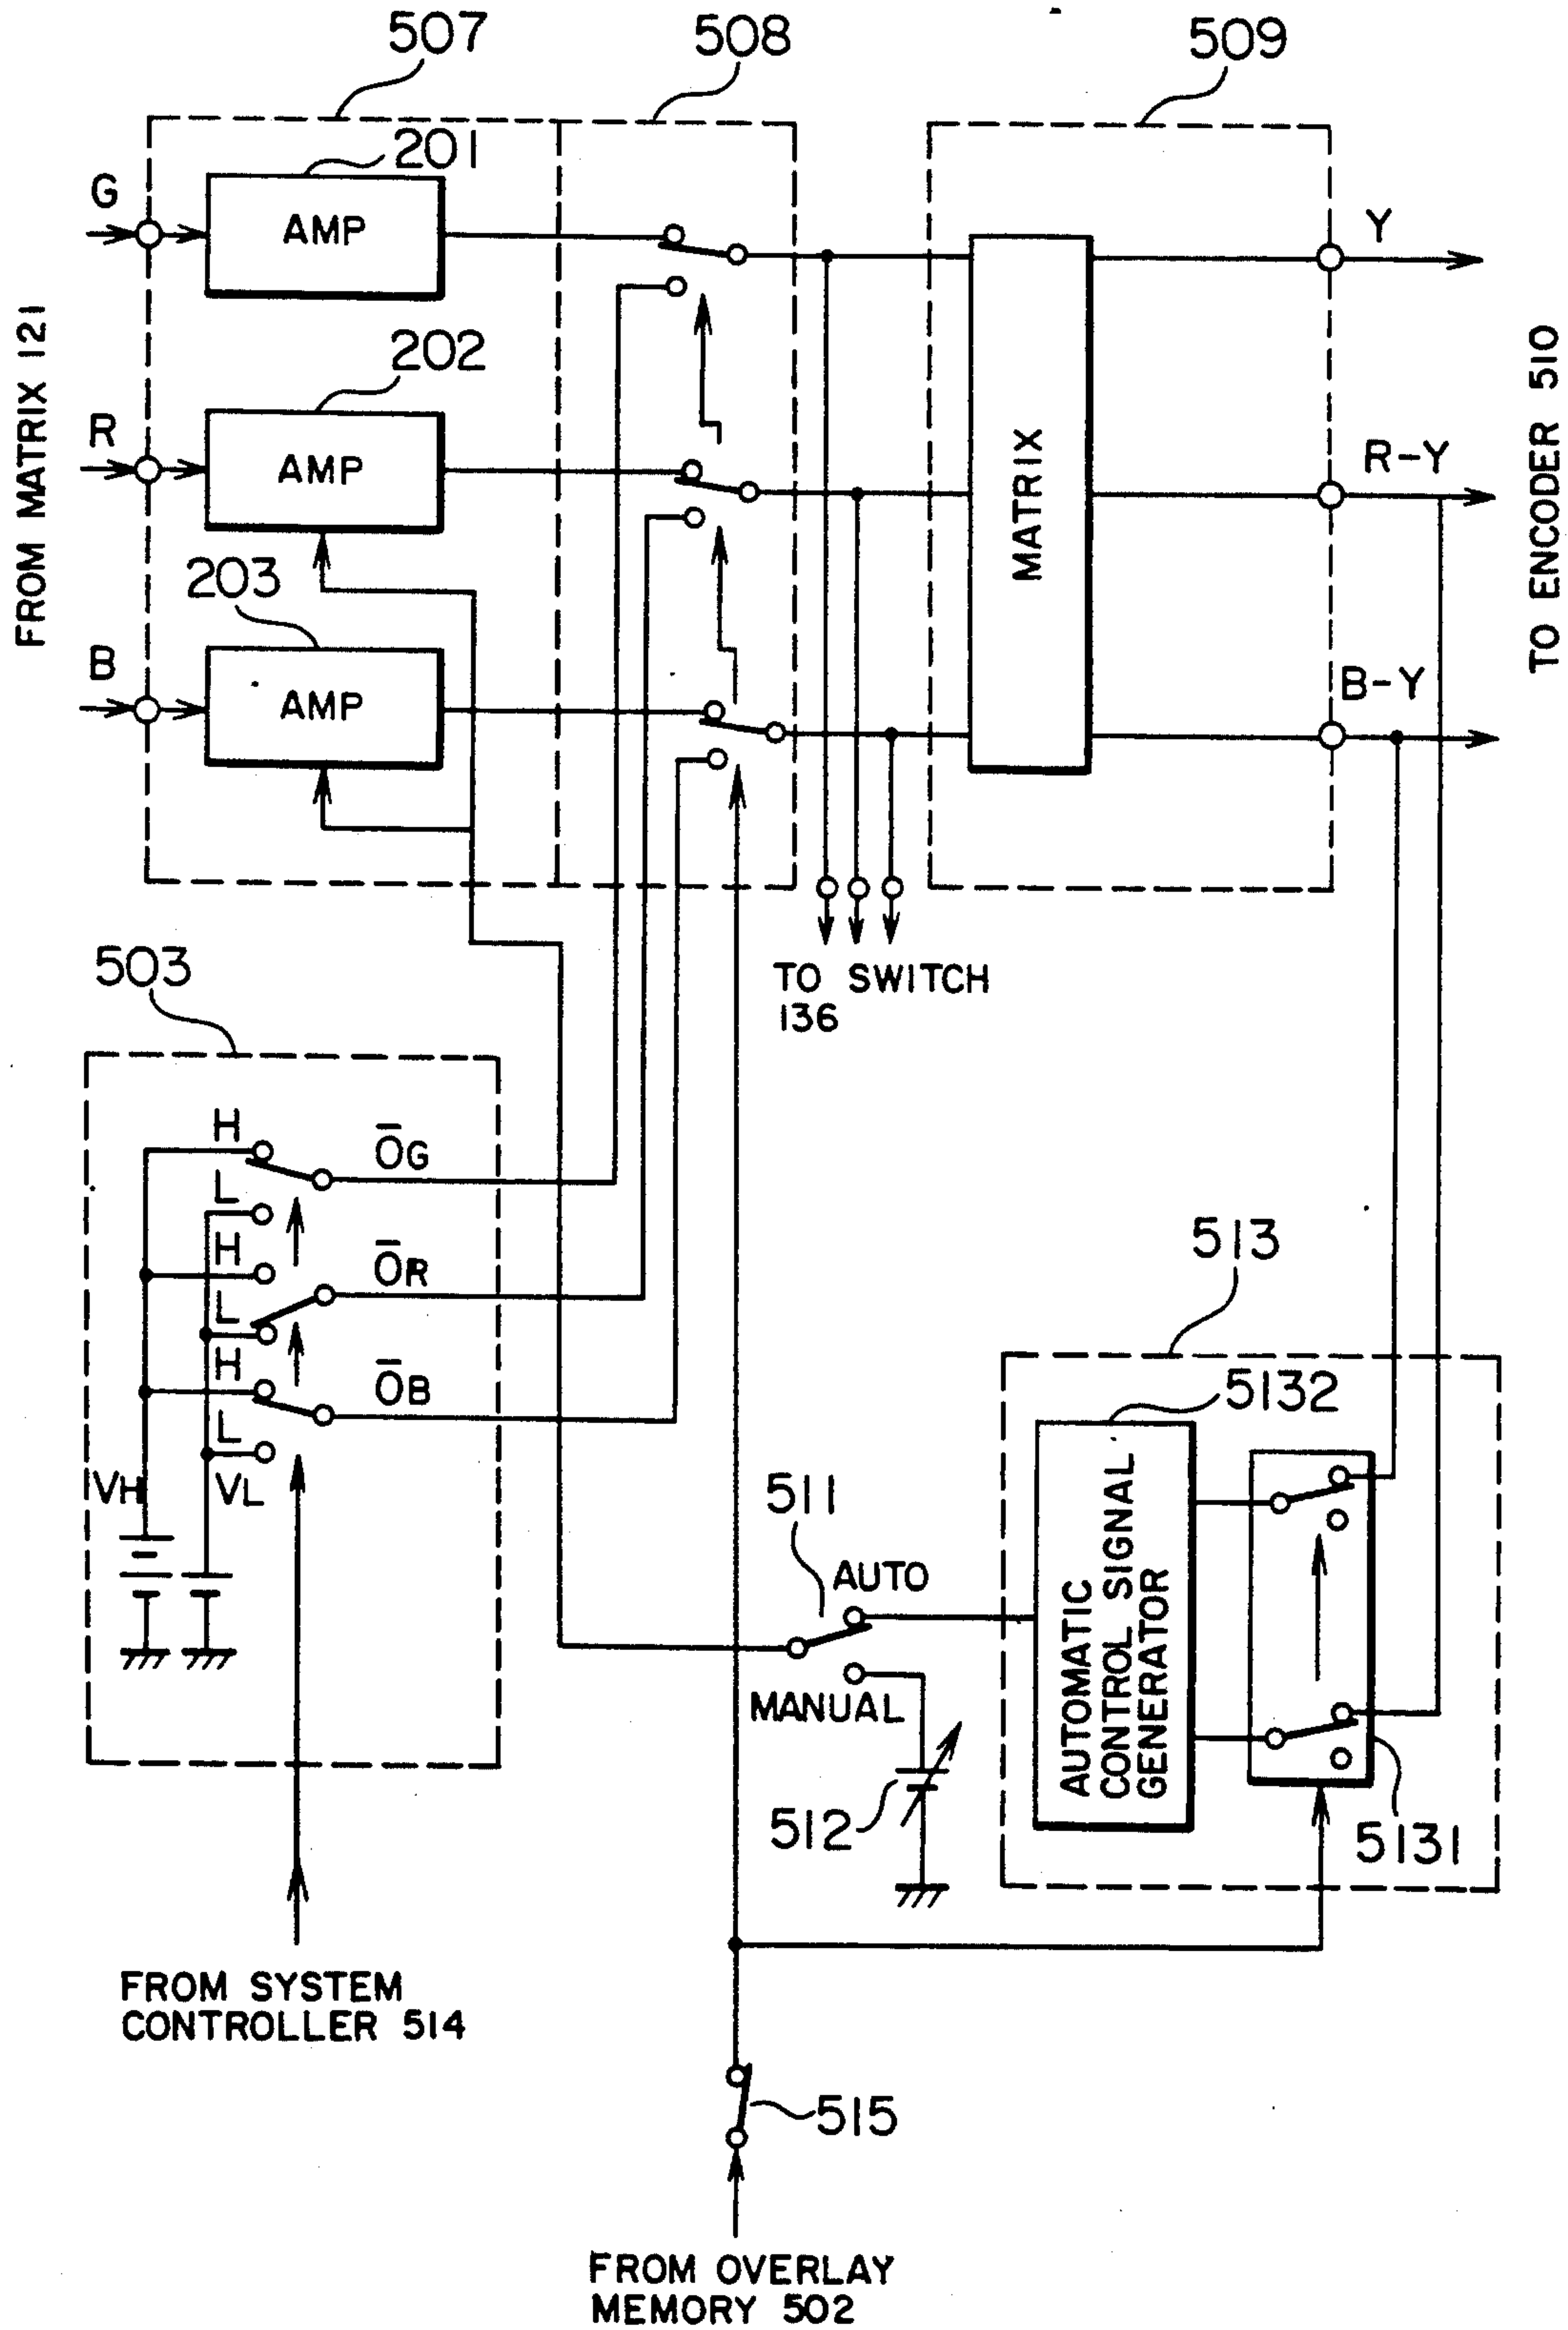 507
508
509
201
G
AMP
Y
FROM MATRIX 121
202
R
AMP
MATRIX
R-Y
TO ENCODER 510
203
B
AMP
B-Y
TO SWITCH
136
503
H
ŌG
L
H
ŌR
L
H
ŌB
L
VH
VL
513
5132
511
AUTO
MANUAL
AUTOMATIC
CONTROL SIGNAL
GENERATOR
512
5131
FROM SYSTEM
CONTROLLER 514
515
FROM OVERLAY
MEMORY 502